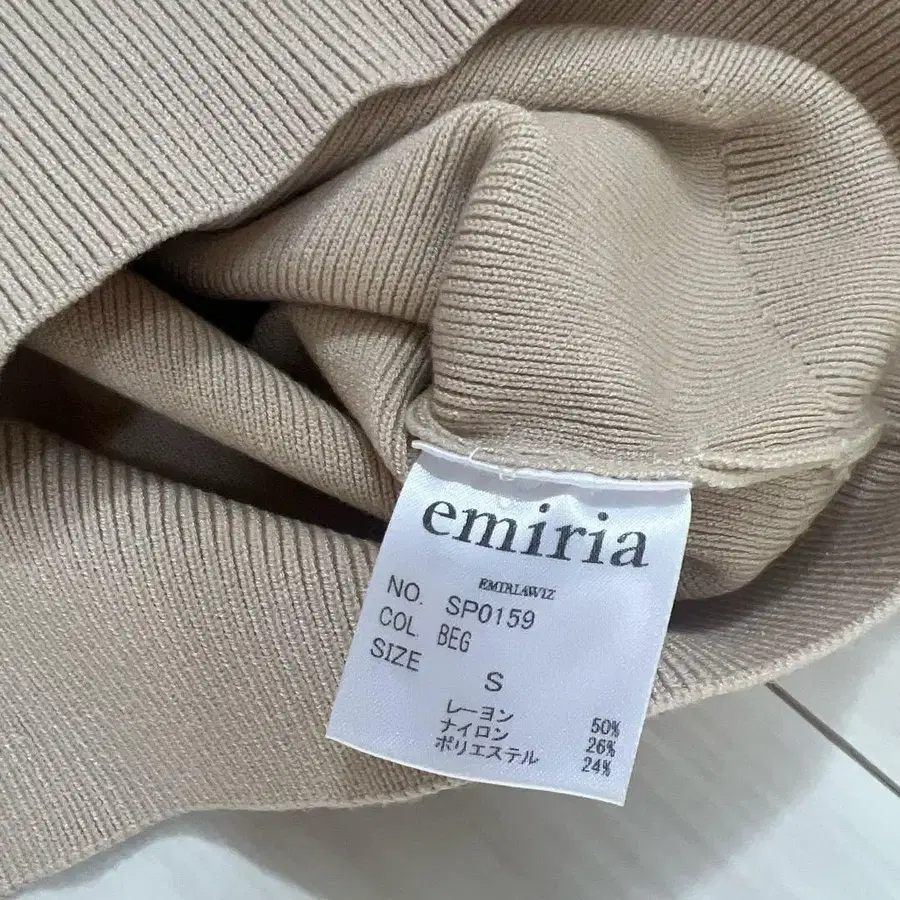 emiria
EMIRIAWIZ
NO. SP0159
COL. BEG
SIZE S
レーヨン 50%
ナイロン 26%
ポリエステル 24%